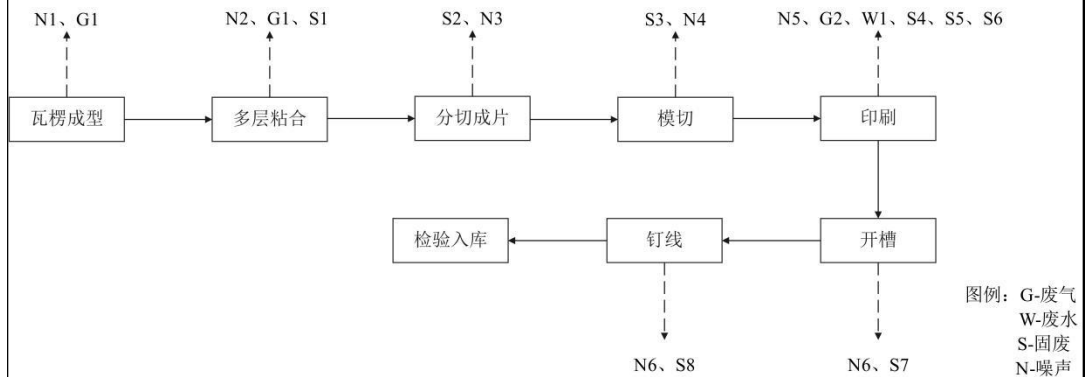 N1、G1
N2、G1、S1
S2、N3
S3、N4
N5、G2、W1、S4、S5、S6
瓦楞成型
多层粘合
分切成片
模切
印刷
检验入库
钉线
开槽
N6、S8
N6、S7
图例：G-废气
W-废水
S-固废
N-噪声